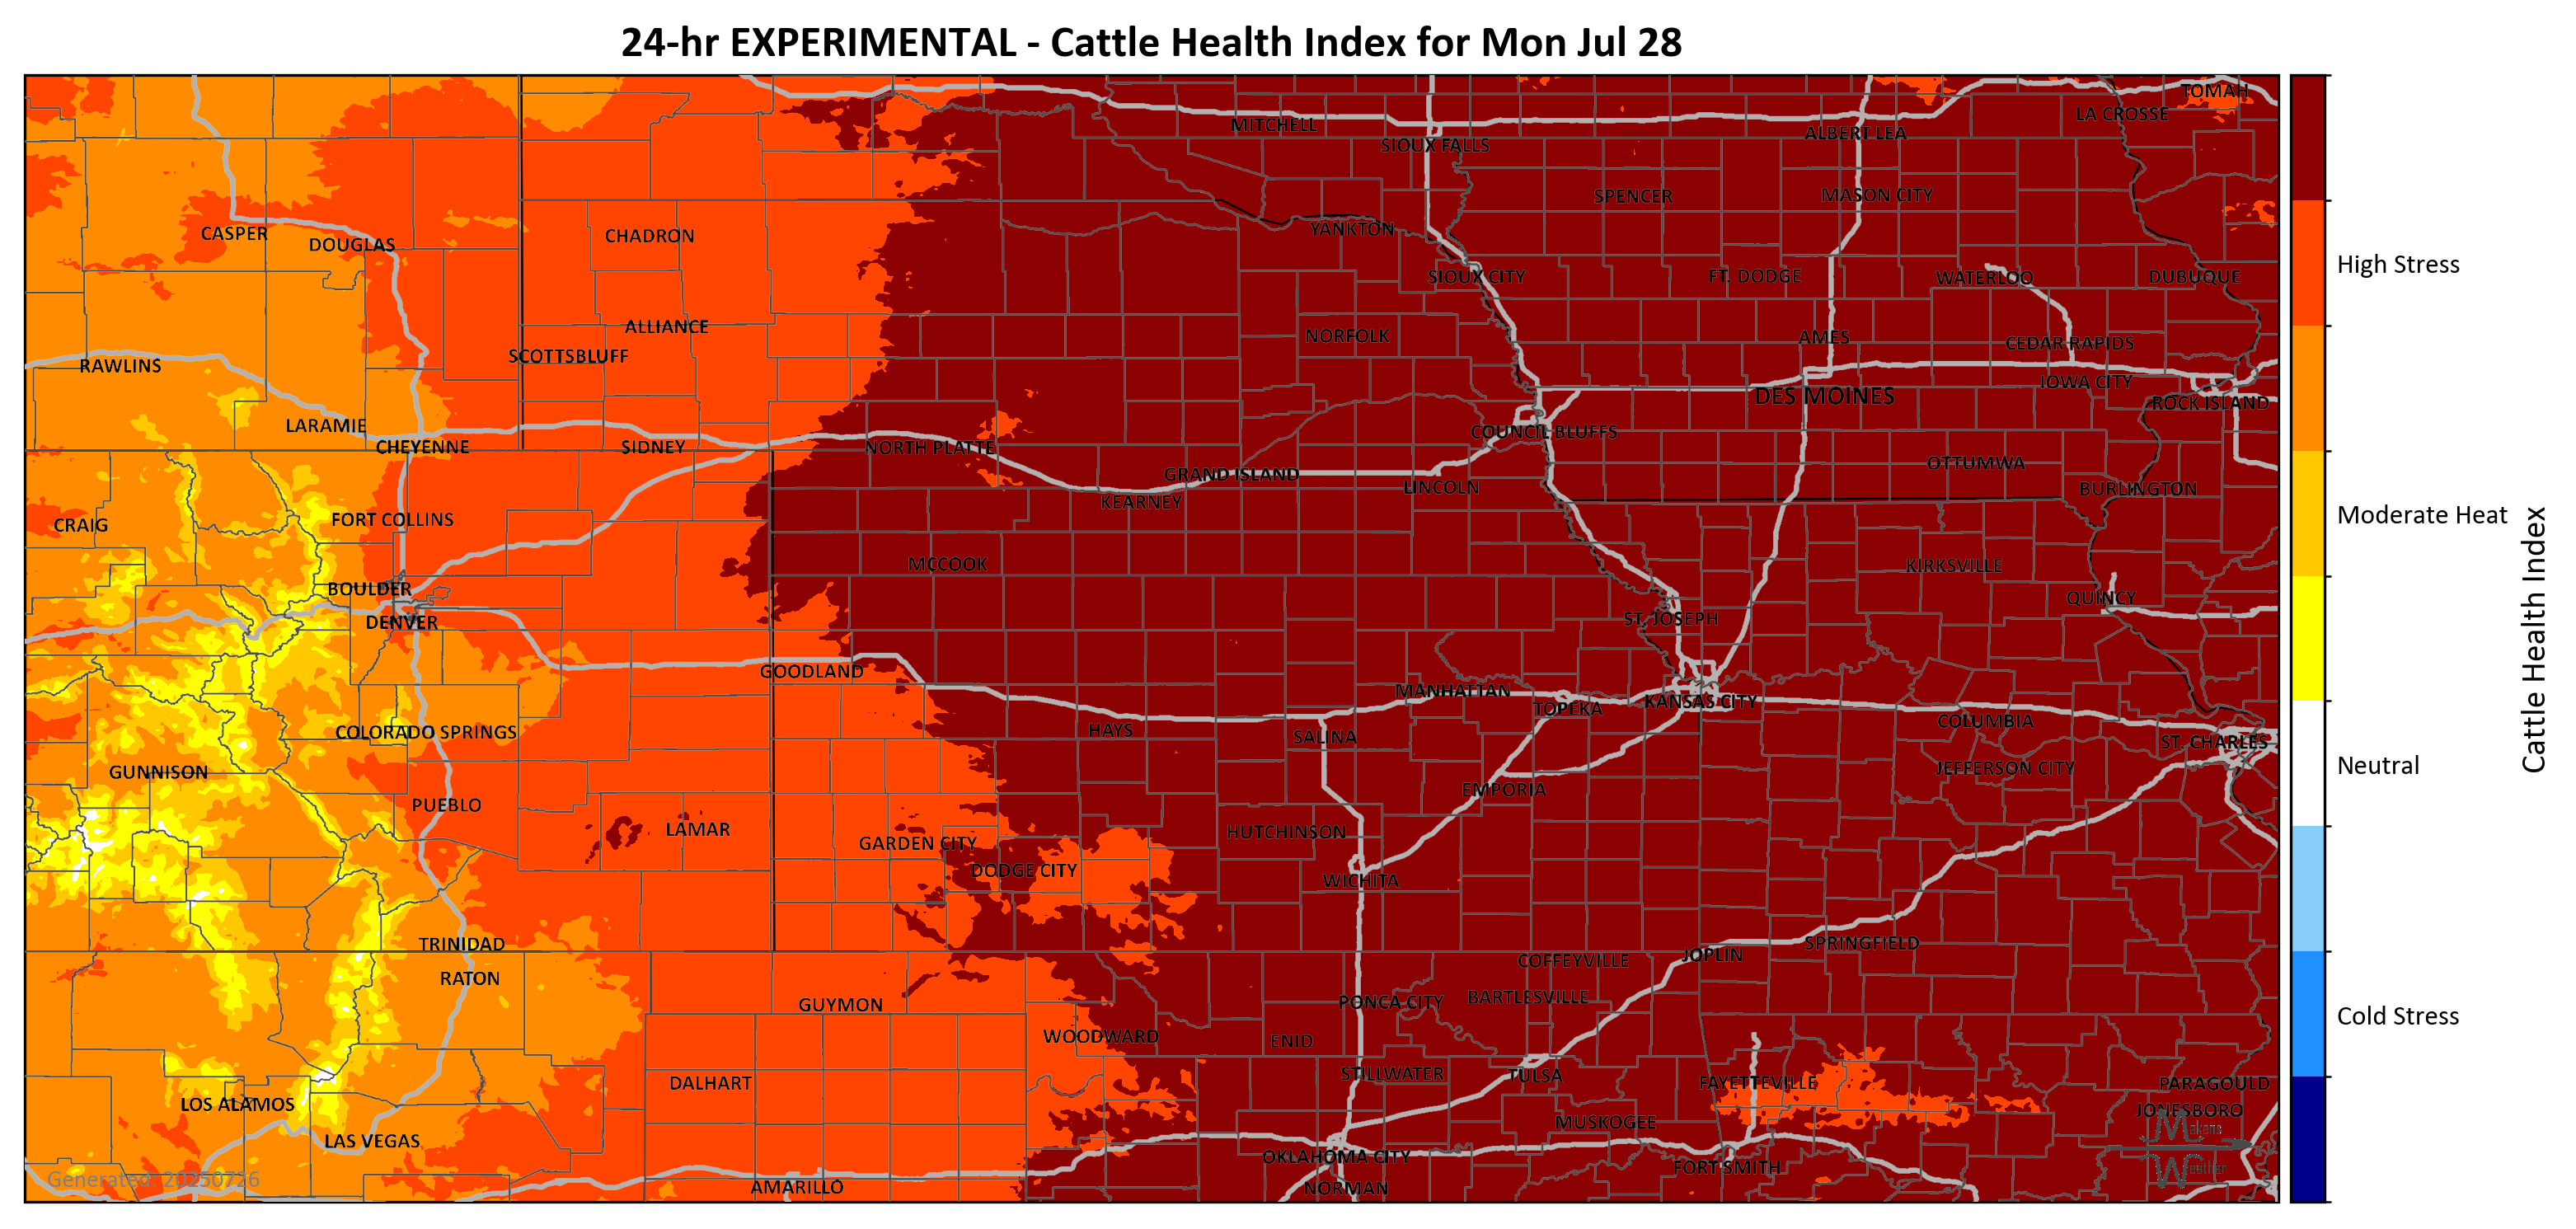 24-hr EXPERIMENTAL - Cattle Health Index for Mon Jul 28
TOMAH
LA CROSSE
MITCHELL
ALBERT LEA
SIOUX FALLS
SPENCER
MASON CITY
CASPER
DOUGLAS
CHADRON
YANKTON
SIOUX CITY
FT. DODGE
WATERLOO
DUBUQUE
High Stress
ALLIANCE
NORFOLK
AMES
CEDAR RAPIDS
SCOTTSBLUFF
RAWLINS
IOWA CITY
DES MOINES
ROCK ISLAND
LARAMIE
COUNCIL BLUFFS
CHEYENNE
SIDNEY
NORTH PLATTE
OTTUMWA
GRAND ISLAND
LINCOLN
BURLINGTON
KEARNEY
Moderate Heat
CRAIG
FORT COLLINS
MCCOOK
KIRKSVILLE
BOULDER
QUINCY
DENVER
ST. JOSEPH
Cattle Health Index
GOODLAND
MANHATTAN
TOPEKA
KANSAS CITY
COLUMBIA
COLORADO SPRINGS
HAYS
SALINA
ST. CHARLES
GUNNISON
JEFFERSON CITY
Neutral
EMPORIA
PUEBLO
LAMAR
HUTCHINSON
GARDEN CITY
DODGE CITY
WICHITA
TRINIDAD
SPRINGFIELD
JOPLIN
COFFEYVILLE
RATON
BARTLESVILLE
GUYMON
PONCA CITY
Cold Stress
WOODWARD
ENID
STILLWATER
TULSA
DALHART
FAYETTEVILLE
PARAGOULD
LOS ALAMOS
JONESBORO
MUSKOGEE
Makens
LAS VEGAS
OKLAHOMA CITY
FORT SMITH
Weather
Generated: 20250726
AMARILLO
NORMAN